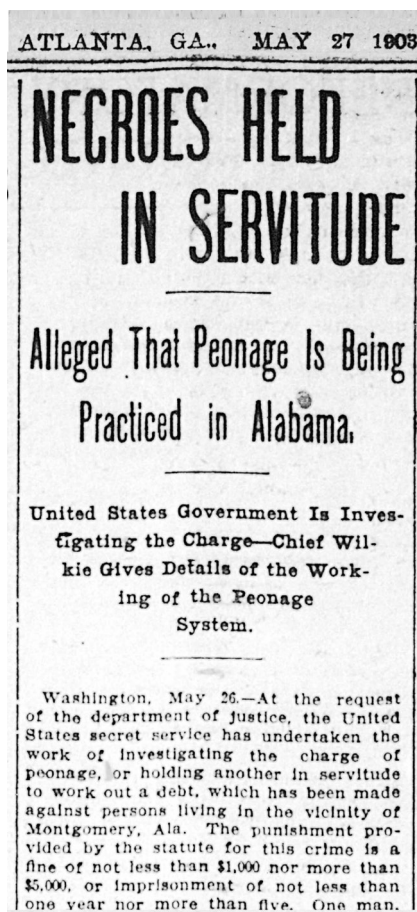 ATLANTA, GA., MAY 27 1903
NEGROES HELD
IN SERVITUDE
Alleged That Peonage Is Being
Practiced in Alabama.
United States Government Is Inves-
tigating the Charge—Chief Wil-
kie Gives Details of the Work-
ing of the Peonage
System.
Washington, May 26.—At the request
of the department of justice, the United
States secret service has undertaken the
work of investigating the charge of
peonage, or holding another in servitude
to work out a debt, which has been made
against persons living in the vicinity of
Montgomery, Ala. The punishment pro-
vided by the statute for this crime is a
fine of not less than $1,000 nor more than
$5,000, or imprisonment of not less than
one year nor more than five. One man,